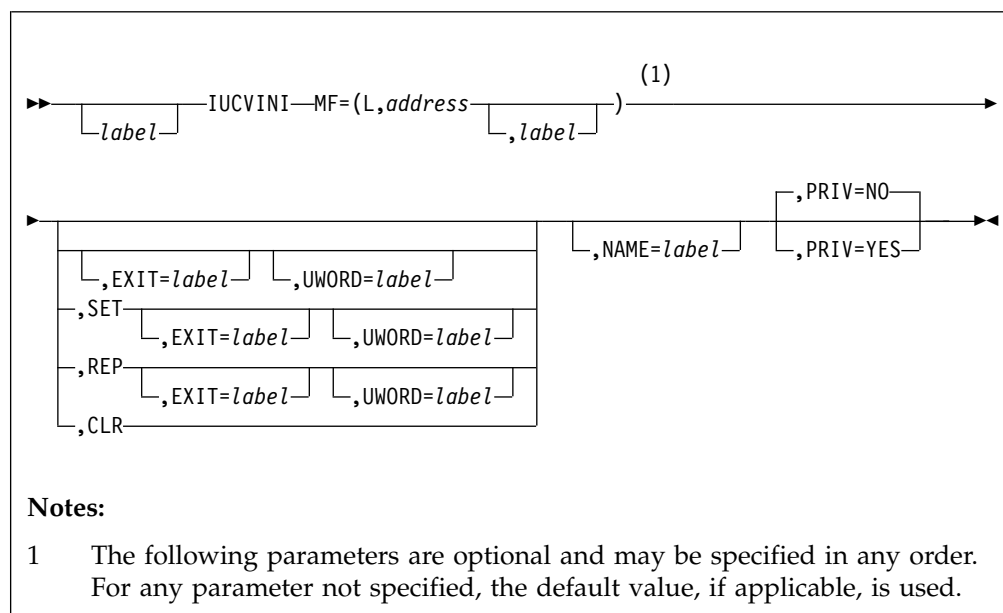 (1)
label IUCVINI MF=(L,address ,label )
,PRIV=NO
,EXIT=label ,UWORD=label ,NAME=label ,PRIV=YES
,SET ,EXIT=label ,UWORD=label
,REP ,EXIT=label ,UWORD=label
,CLR
Notes:
1 The following parameters are optional and may be specified in any order.
For any parameter not specified, the default value, if applicable, is used.